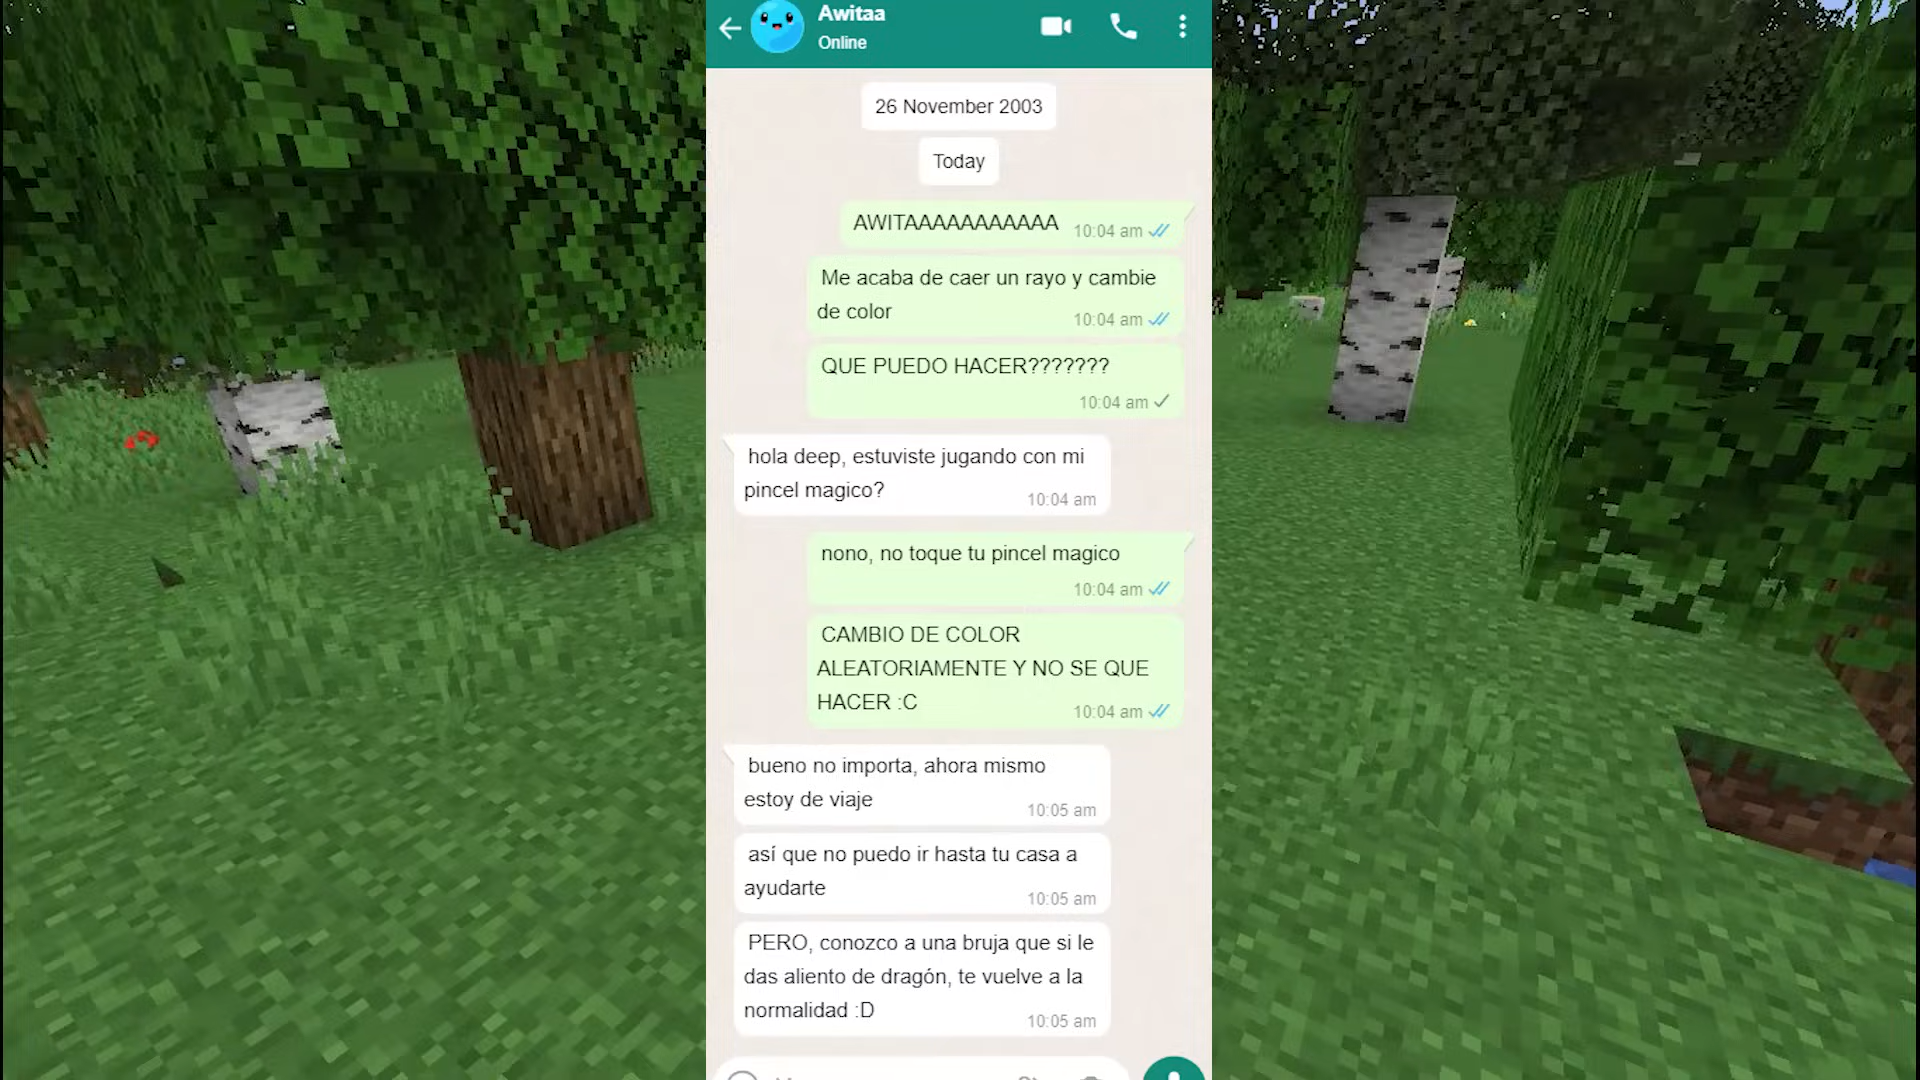 Awitaa
Online
26 November 2003
Today
AWITAAAAAAAAAAA 10:04 am
Me acaba de caer un rayo y cambie
de color 10:04 am
QUE PUEDO HACER???????
10:04 am
hola deep, estuviste jugando con mi
pincel magico? 10:04 am
nono, no toque tu pincel magico
10:04 am
CAMBIO DE COLOR
ALEATORIAMENTE Y NO SE QUE
HACER :C 10:04 am
bueno no importa, ahora mismo
estoy de viaje 10:05 am
así que no puedo ir hasta tu casa a
ayudarte 10:05 am
PERO, conozco a una bruja que si le
das aliento de dragón, te vuelve a la
normalidad :D 10:05 am